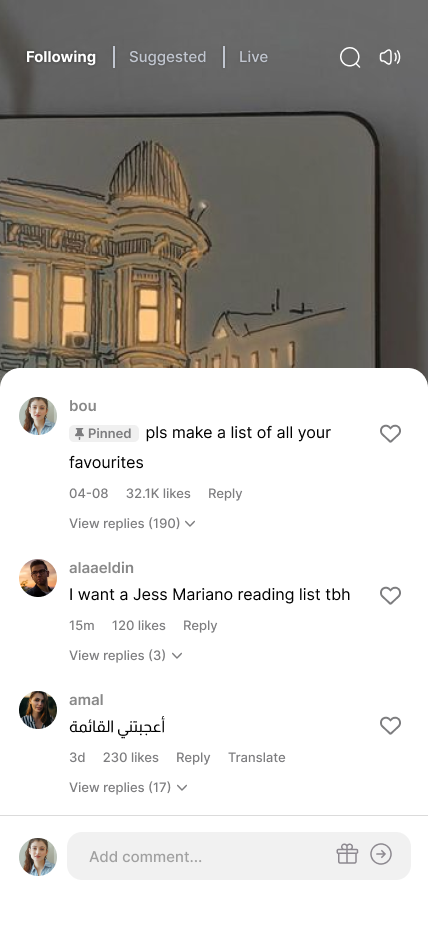 Following
Suggested
Live
bou
Pinned pls make a list of all your
favourites
04-08 32.1K likes Reply
View replies (190)
alaaeldin
I want a Jess Mariano reading list tbh
15m 120 likes Reply
View replies (3)
amal
أعجبتني القائمة
3d 230 likes Reply Translate
View replies (17)
Add comment...